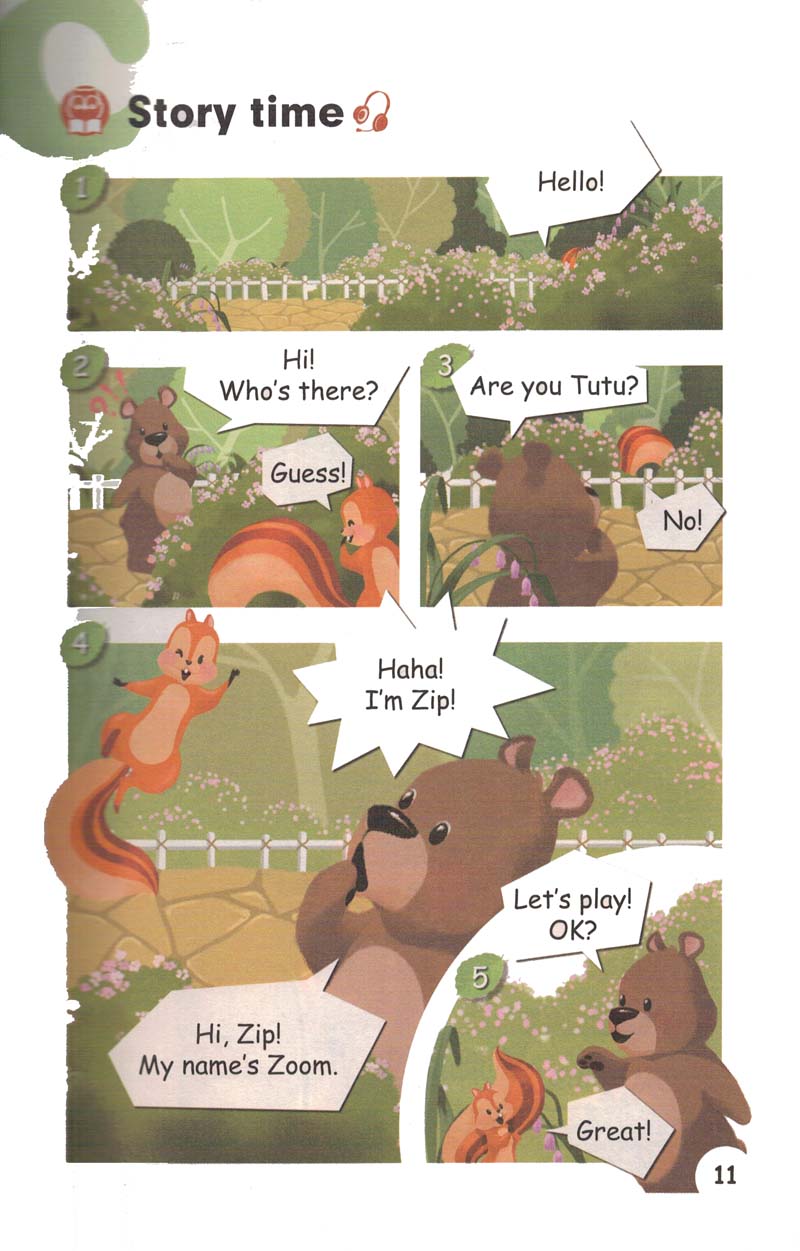 Story time
1
Hello!
2
Hi!
Who's there?
Guess!
3
Are you Tutu?
No!
4
Haha!
I'm Zip!
Hi, Zip!
My name's Zoom.
5
Let's play!
OK?
Great!
11